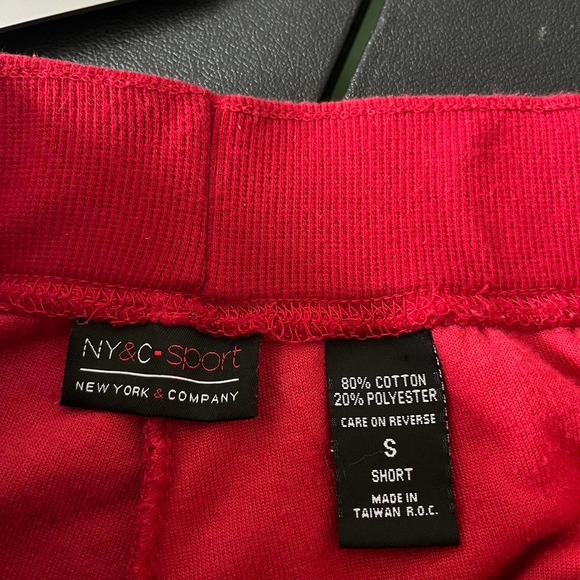 NY&C·Sport
NEW YORK & COMPANY
80% COTTON
20% POLYESTER
CARE ON REVERSE
S
SHORT
MADE IN
TAIWAN R.O.C.